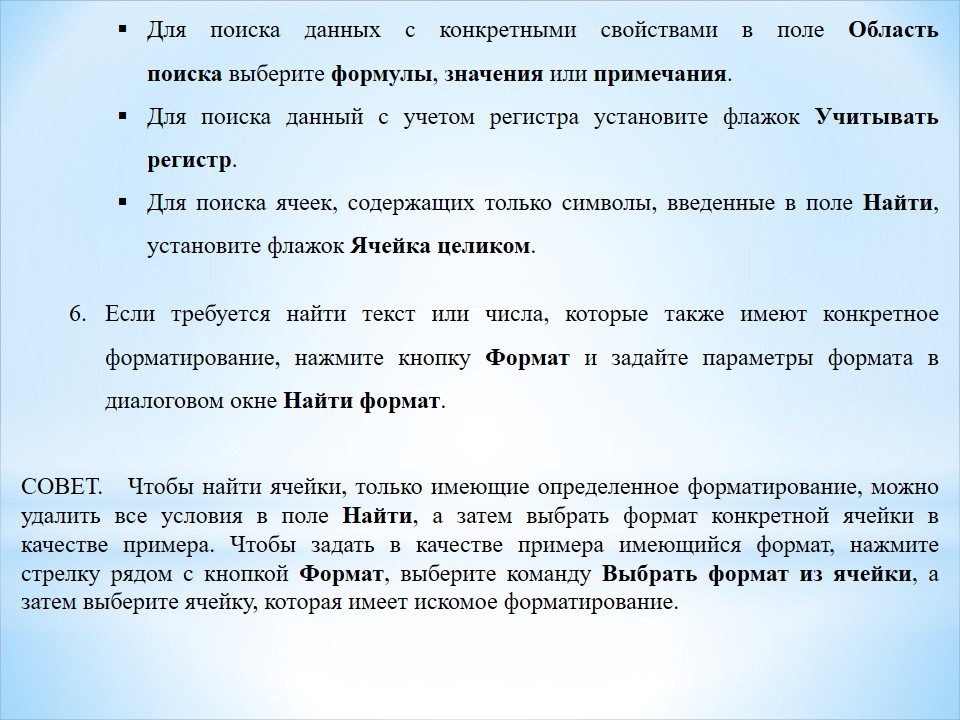 ▪ Для поиска данных с конкретными свойствами в поле Область
поиска выберите формулы, значения или примечания.
▪ Для поиска данный с учетом регистра установите флажок Учитывать
регистр.
▪ Для поиска ячеек, содержащих только символы, введенные в поле Найти,
установите флажок Ячейка целиком.
6. Если требуется найти текст или числа, которые также имеют конкретное
форматирование, нажмите кнопку Формат и задайте параметры формата в
диалоговом окне Найти формат.
СОВЕТ. Чтобы найти ячейки, только имеющие определенное форматирование, можно
удалить все условия в поле Найти, а затем выбрать формат конкретной ячейки в
качестве примера. Чтобы задать в качестве примера имеющийся формат, нажмите
стрелку рядом с кнопкой Формат, выберите команду Выбрать формат из ячейки, а
затем выберите ячейку, которая имеет искомое форматирование.